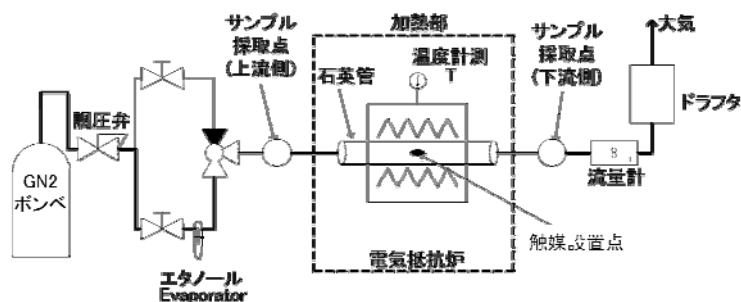 GN2
ボンベ
調圧弁
エタノール
Evaporator
サンプル
採取点
(上流側)
加熱部
石英管
温度計測
T
電気抵抗炉
触媒設置点
サンプル
採取点
(下流側)
流量計
大気
ドラフタ